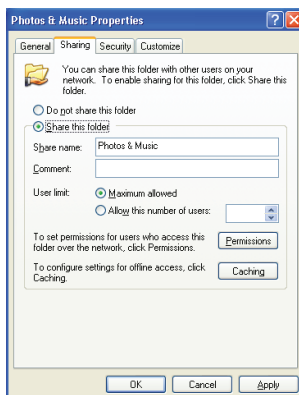 Photos & Music Properties
General Sharing Security Customize
You can share this folder with other users on your
network. To enable sharing for this folder, click Share this
folder.
Do not share this folder
Share this folder
Share name: Photos & Music
Comment:
User limit: Maximum allowed
Allow this number of users:
To set permissions for users who access this
folder over the network, click Permissions.
Permissions
To configure settings for offline access, click
Caching.
Caching
OK Cancel Apply